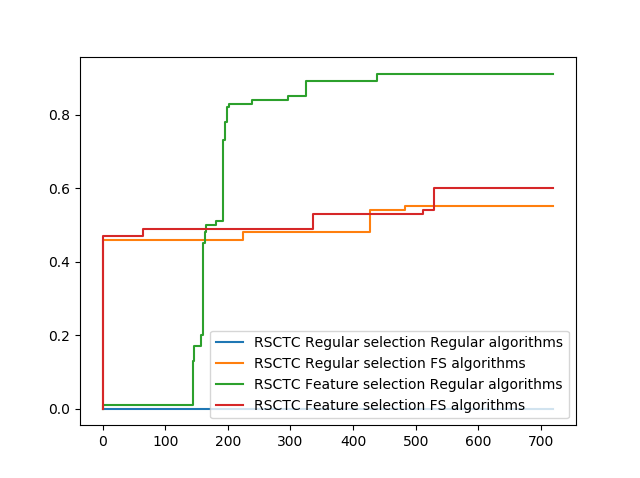 0.8
0.6
0.4
0.2
0.0
RSCTC Regular selection Regular algorithms
RSCTC Regular selection FS algorithms
RSCTC Feature selection Regular algorithms
RSCTC Feature selection FS algorithms
0 100 200 300 400 500 600 700